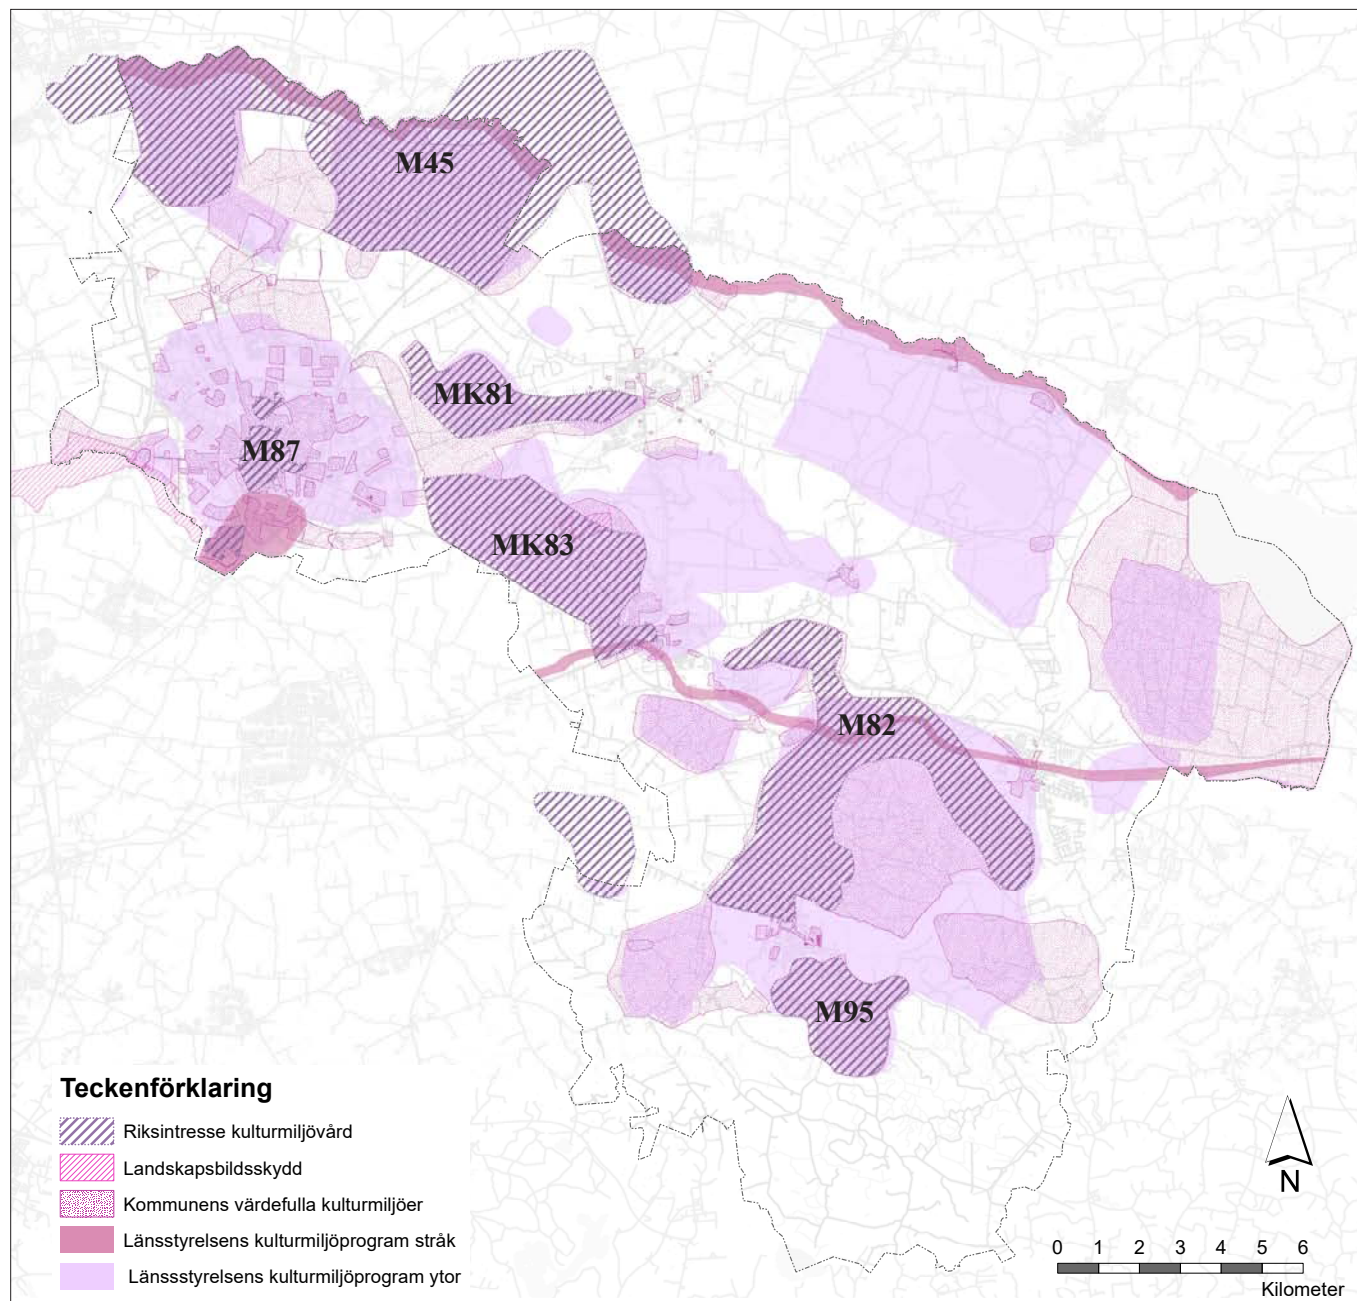 M45
MK81
M87
MK83
M82
M95
Teckenförklaring
Riksintresse kulturmiljövård
Landskapsbildsskydd
Kommunens värdefulla kulturmiljöer
Länsstyrelsens kulturmiljöprogram stråk
Länssstyrelsens kulturmiljöprogram ytor
N
0 1 2 3 4 5 6
Kilometer